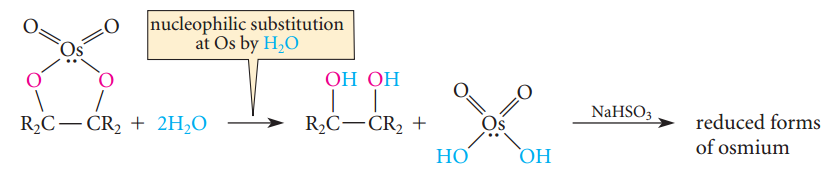 nucleophilic substitution
at Os by H₂O
O O
Os
O O
R₂C — CR₂ + 2H₂O
OH OH
R₂C — CR₂ +
O O
Os
HO OH
NaHSO₃
reduced forms
of osmium